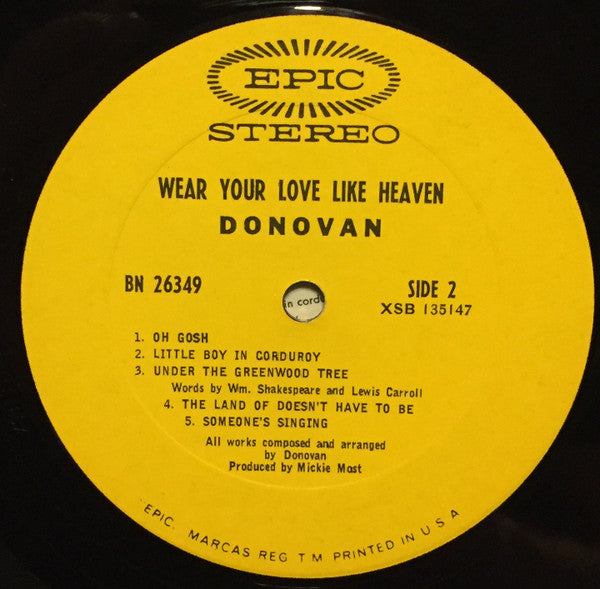 EPIC
STEREO
WEAR YOUR LOVE LIKE HEAVEN
DONOVAN
BN 26349
SIDE 2
XSB 135147
in cord
1. OH GOSH
2. LITTLE BOY IN CORDUROY
3. UNDER THE GREENWOOD TREE
Words by Wm. Shakespeare and Lewis Carroll
4. THE LAND OF DOESN'T HAVE TO BE
5. SOMEONE'S SINGING
All works composed and arranged
by Donovan
Produced by Mickie Most
"EPIC. MARCAS REG T M PRINTED IN U S A